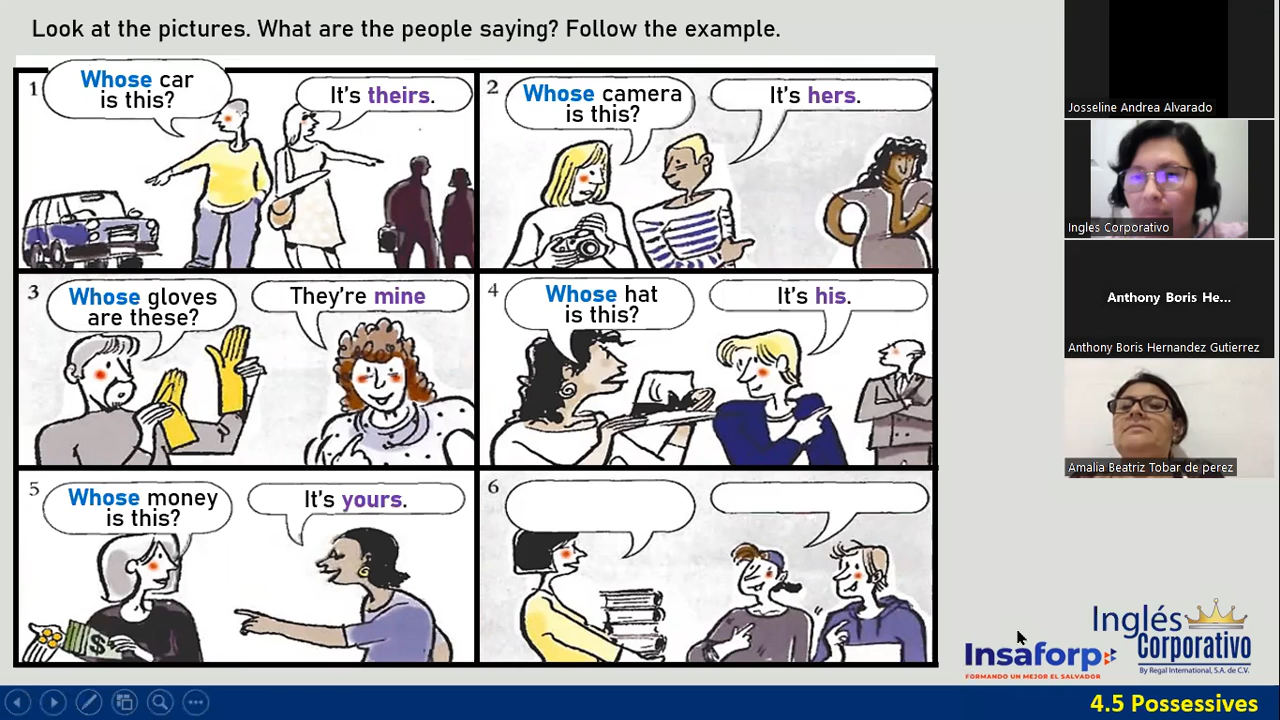 Look at the pictures. What are the people saying? Follow the example.
1
Whose car
is this?
It's theirs.
2
Whose camera
is this?
It's hers.
3
Whose gloves
are these?
They're mine
4
Whose hat
is this?
It's his.
5
Whose money
is this?
It's yours.
6
$
Josseline Andrea Alvarado
Ingles Corporativo
Anthony Boris He...
Anthony Boris Hernandez Gutierrez
Amalia Beatriz Tobar de perez
Insaforp
FORMANDO UN MEJOR EL SALVADOR
Inglés
Corporativo
By Regal International, S.A. de C.V.
4.5 Possessives